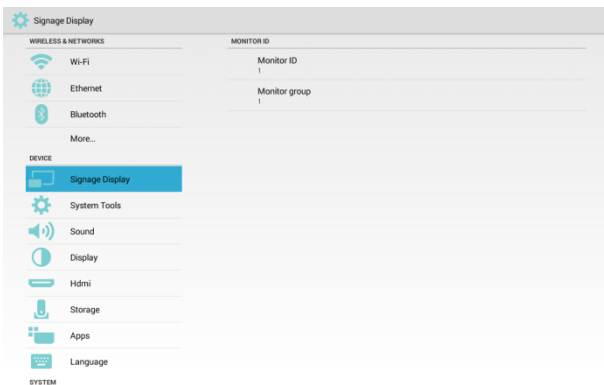 Signage Display
WIRELESS & NETWORKS
Wi-Fi
Ethernet
Bluetooth
More...
DEVICE
Signage Display
System Tools
Sound
Display
Hdmi
Storage
Apps
Language
SYSTEM
MONITOR ID
Monitor ID
1
Monitor group
1